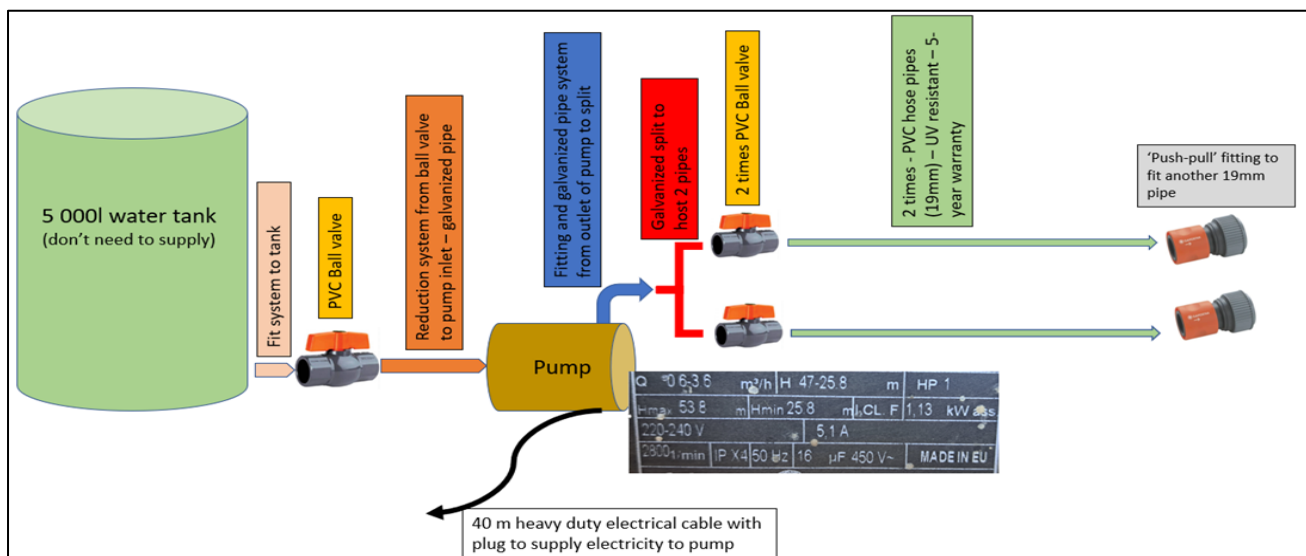 5 000l water tank
(don't need to supply)
Fit system to tank
PVC Ball valve
Reduction system from ball valve
to pump inlet – galvanized pipe
Pump
Fitting and galvanized pipe system
from outlet of pump to split
Galvanized split to
host 2 pipes
2 times PVC Ball valve
2 times - PVC hose pipes
(19mm) – UV resistant – 5-
year warranty
'Push-pull' fitting to
fit another 19mm
pipe
Q 0.6-3.6 m³/h H 47-25.8 m HP 1
Hmax 53.8 m Hmin 25.8 m I.CL. F 1,13 kW ass.
220-240 V 5,1 A
2800 1/min IP X4 50 Hz 16 µF 450 V~ MADE IN EU
40 m heavy duty electrical cable with
plug to supply electricity to pump